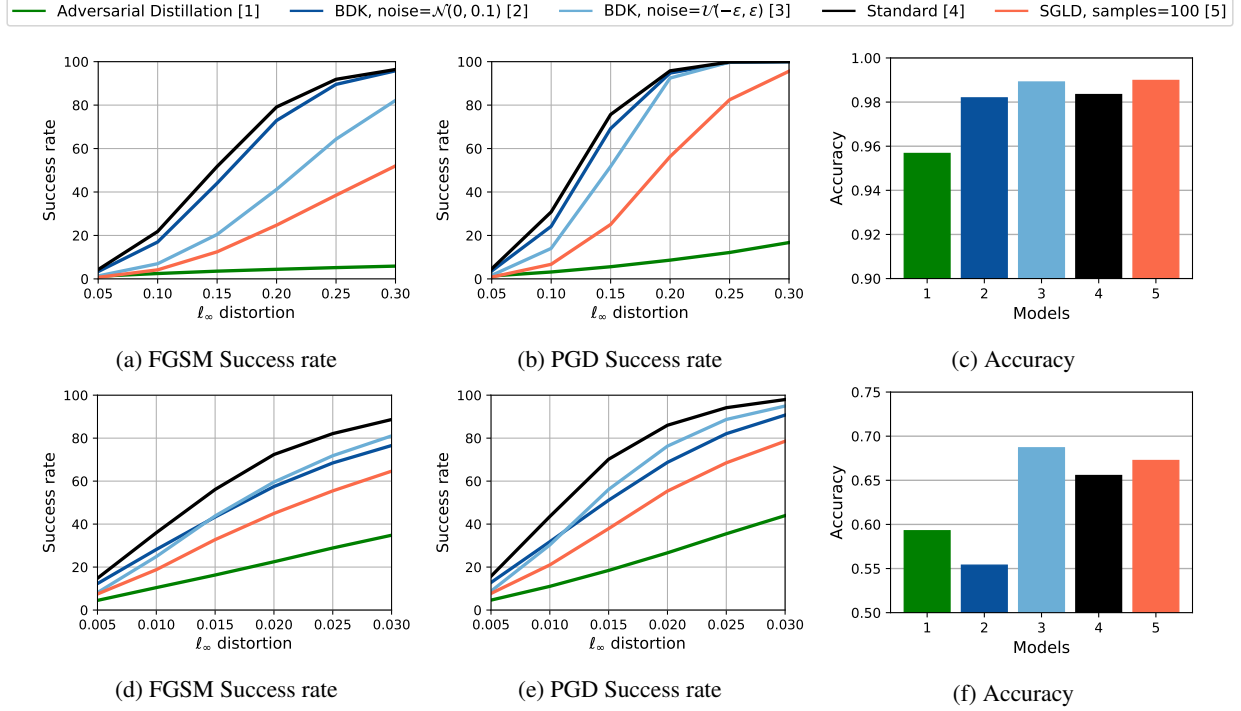 Adversarial Distillation [1] BDK, noise=𝒩(0, 0.1) [2] BDK, noise=𝒰(−ε, ε) [3] Standard [4] SGLD, samples=100 [5]
100
80
60
40
20
0
Success rate
0.05 0.10 0.15 0.20 0.25 0.30
ℓ∞ distortion
(a) FGSM Success rate
100
80
60
40
20
0
Success rate
0.05 0.10 0.15 0.20 0.25 0.30
ℓ∞ distortion
(b) PGD Success rate
1.00
0.98
0.96
0.94
0.92
0.90
Accuracy
1 2 3 4 5
Models
(c) Accuracy
100
80
60
40
20
0
Success rate
0.005 0.010 0.015 0.020 0.025 0.030
ℓ∞ distortion
(d) FGSM Success rate
100
80
60
40
20
0
Success rate
0.005 0.010 0.015 0.020 0.025 0.030
ℓ∞ distortion
(e) PGD Success rate
0.75
0.70
0.65
0.60
0.55
0.50
Accuracy
1 2 3 4 5
Models
(f) Accuracy